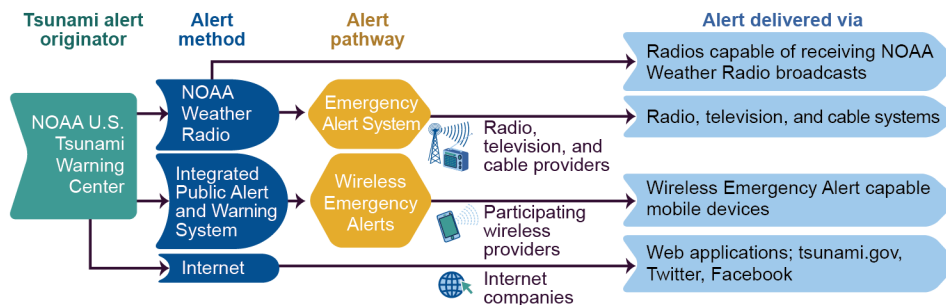 Tsunami alert
originator
Alert
method
Alert
pathway
Alert delivered via
NOAA U.S.
Tsunami
Warning
Center
NOAA
Weather
Radio
Emergency
Alert System
Radio,
television, and
cable providers
Radios capable of receiving NOAA
Weather Radio broadcasts
Radio, television, and cable systems
Integrated
Public Alert
and Warning
System
Wireless
Emergency
Alerts
Participating
wireless
providers
Wireless Emergency Alert capable
mobile devices
Internet
Internet
companies
Web applications; tsunami.gov,
Twitter, Facebook